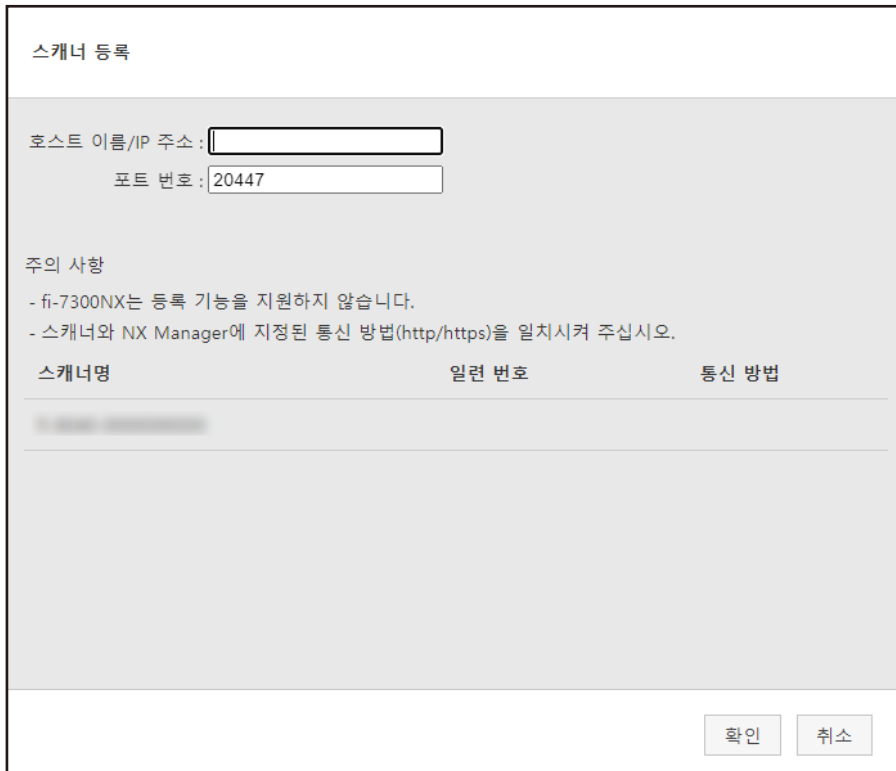 스캐너 등록
호스트 이름/IP 주소 :
포트 번호 : 20447
주의 사항
- fi-7300NX는 등록 기능을 지원하지 않습니다.
- 스캐너와 NX Manager에 지정된 통신 방법(http/https)을 일치시켜 주십시오.
스캐너명 일련 번호 통신 방법
확인 취소